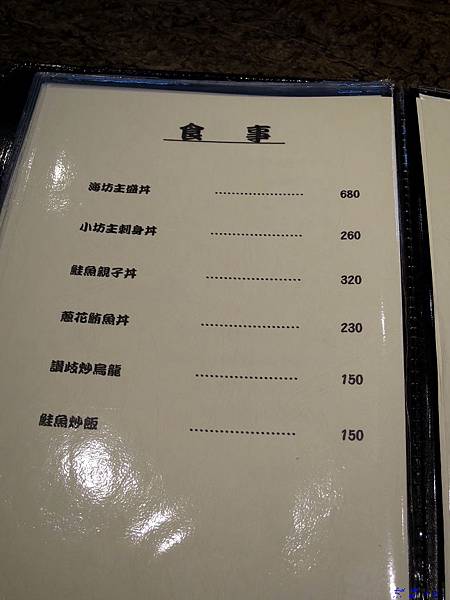 食 事
海坊主盛丼 ................ 680
小坊主刺身丼 ................ 260
鮭魚親子丼 ................ 320
蔥花鮪魚丼 ................ 230
讚歧炒烏龍 ................ 150
鮭魚炒飯 ................ 150